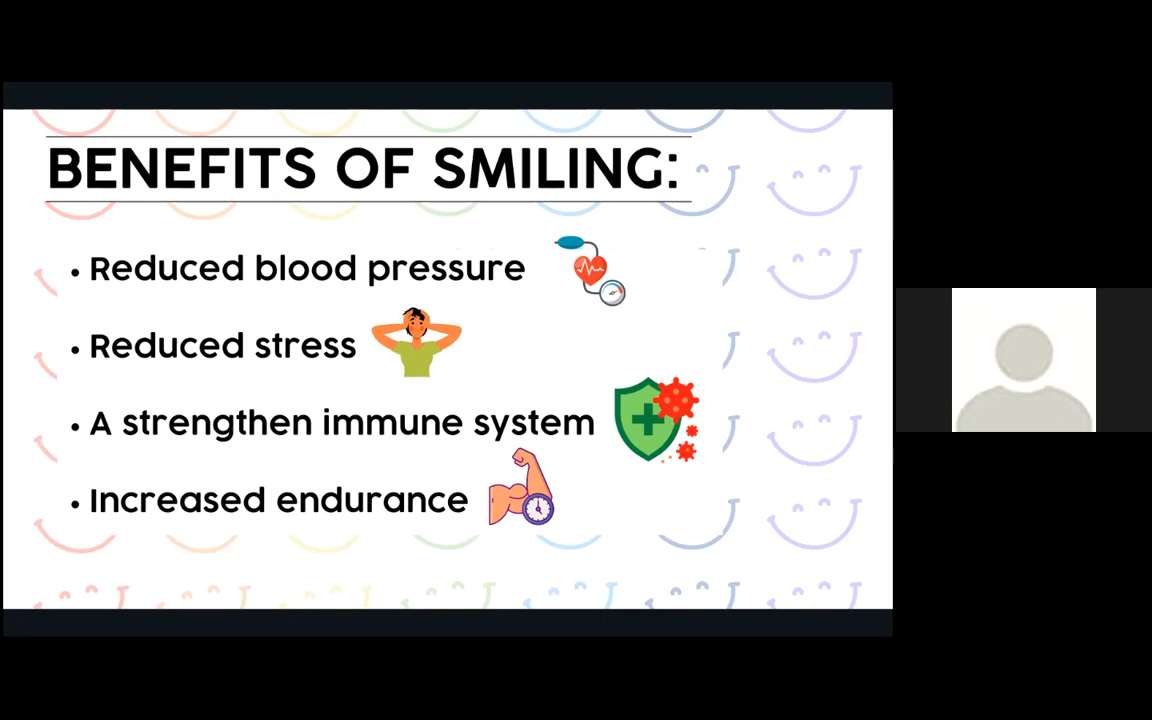 BENEFITS OF SMILING:
• Reduced blood pressure
• Reduced stress
• A strengthen immune system
• Increased endurance